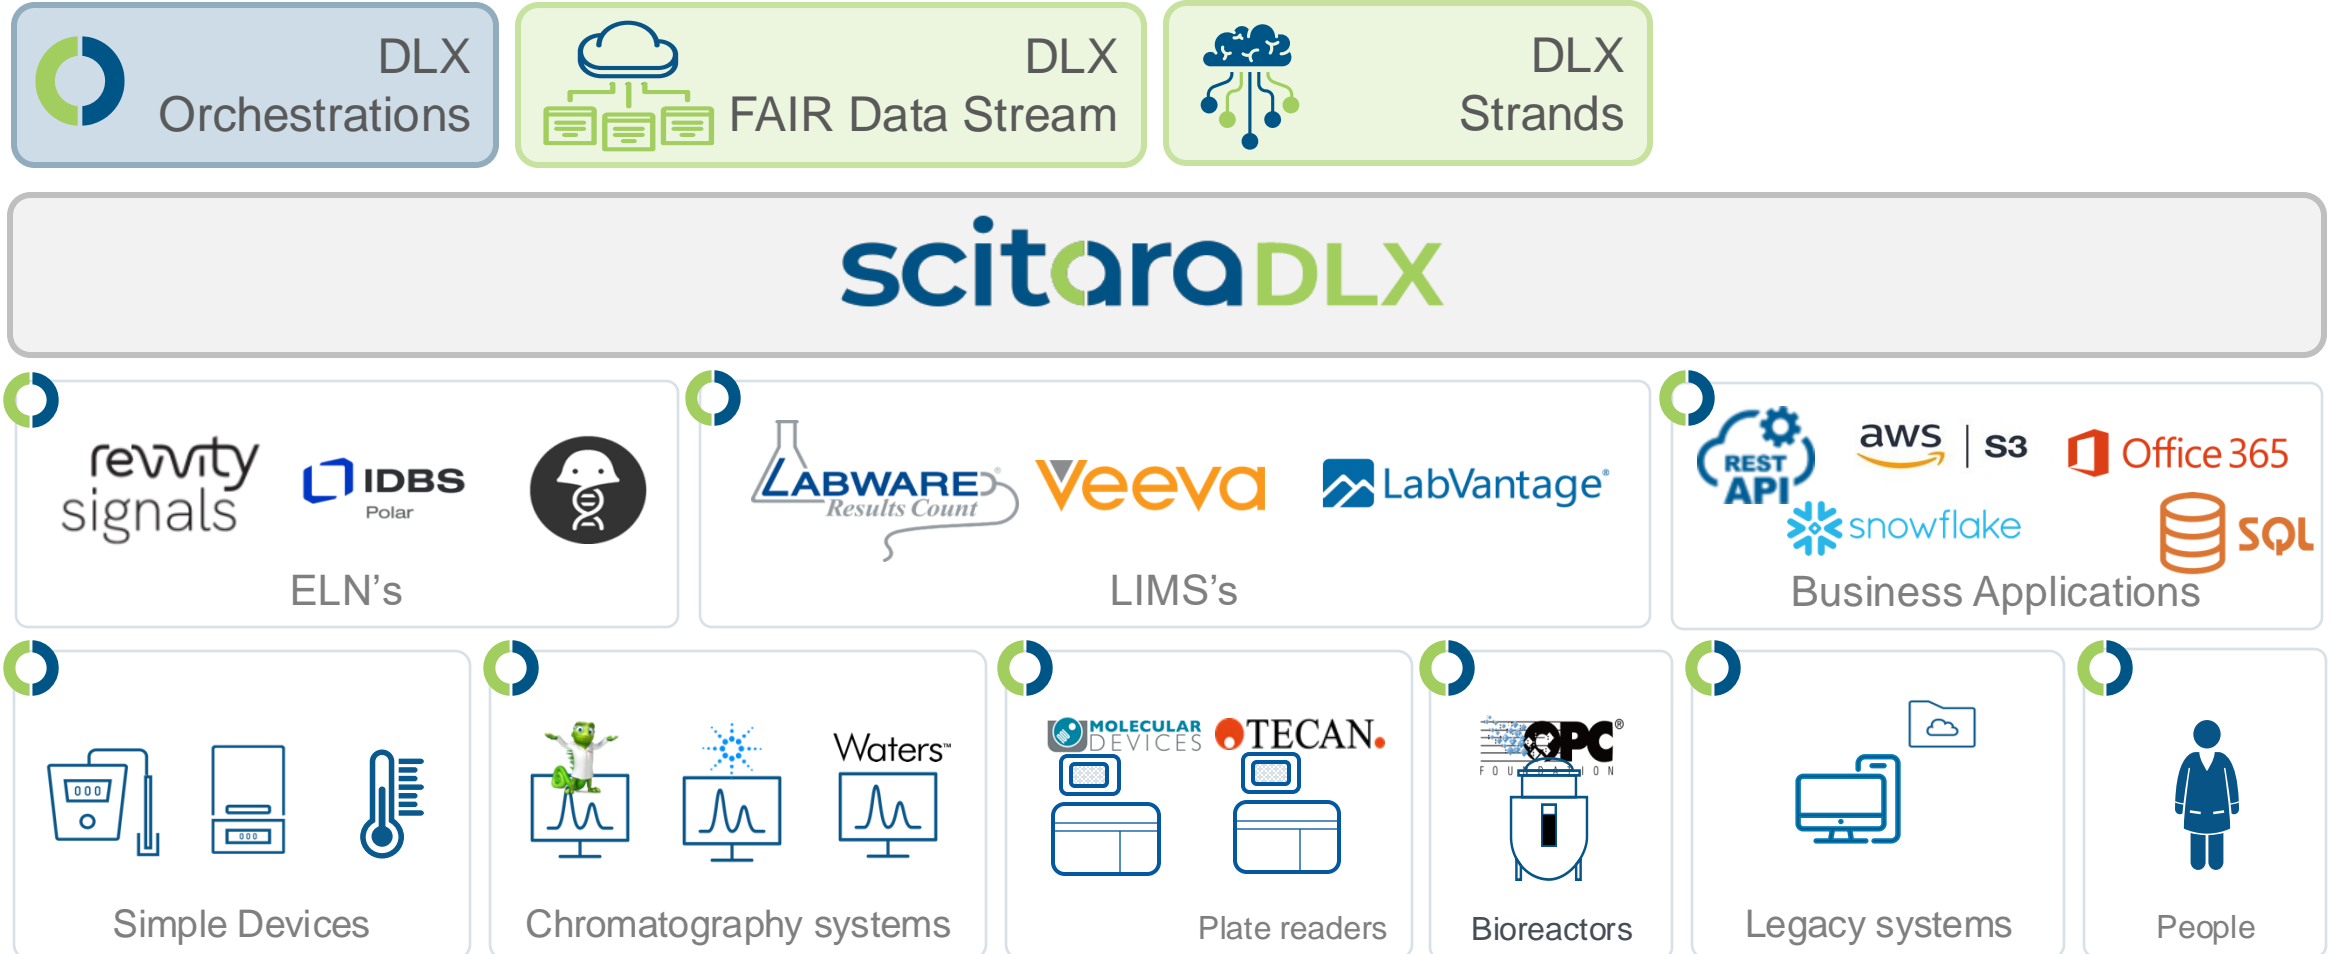 DLX
Orchestrations
DLX
FAIR Data Stream
DLX
Strands
scitaraDLX
revvity
signals
IDBS
Polar
ELN’s
LABWARE®
Results Count
Veeva
LabVantage®
LIMS’s
REST
API
aws | S3
Office 365
snowflake
SQL
Business Applications
000
000
Simple Devices
Waters™
Chromatography systems
MOLECULAR
DEVICES
TECAN.
Plate readers
OPC®
FOUNDATION
Bioreactors
Legacy systems
People